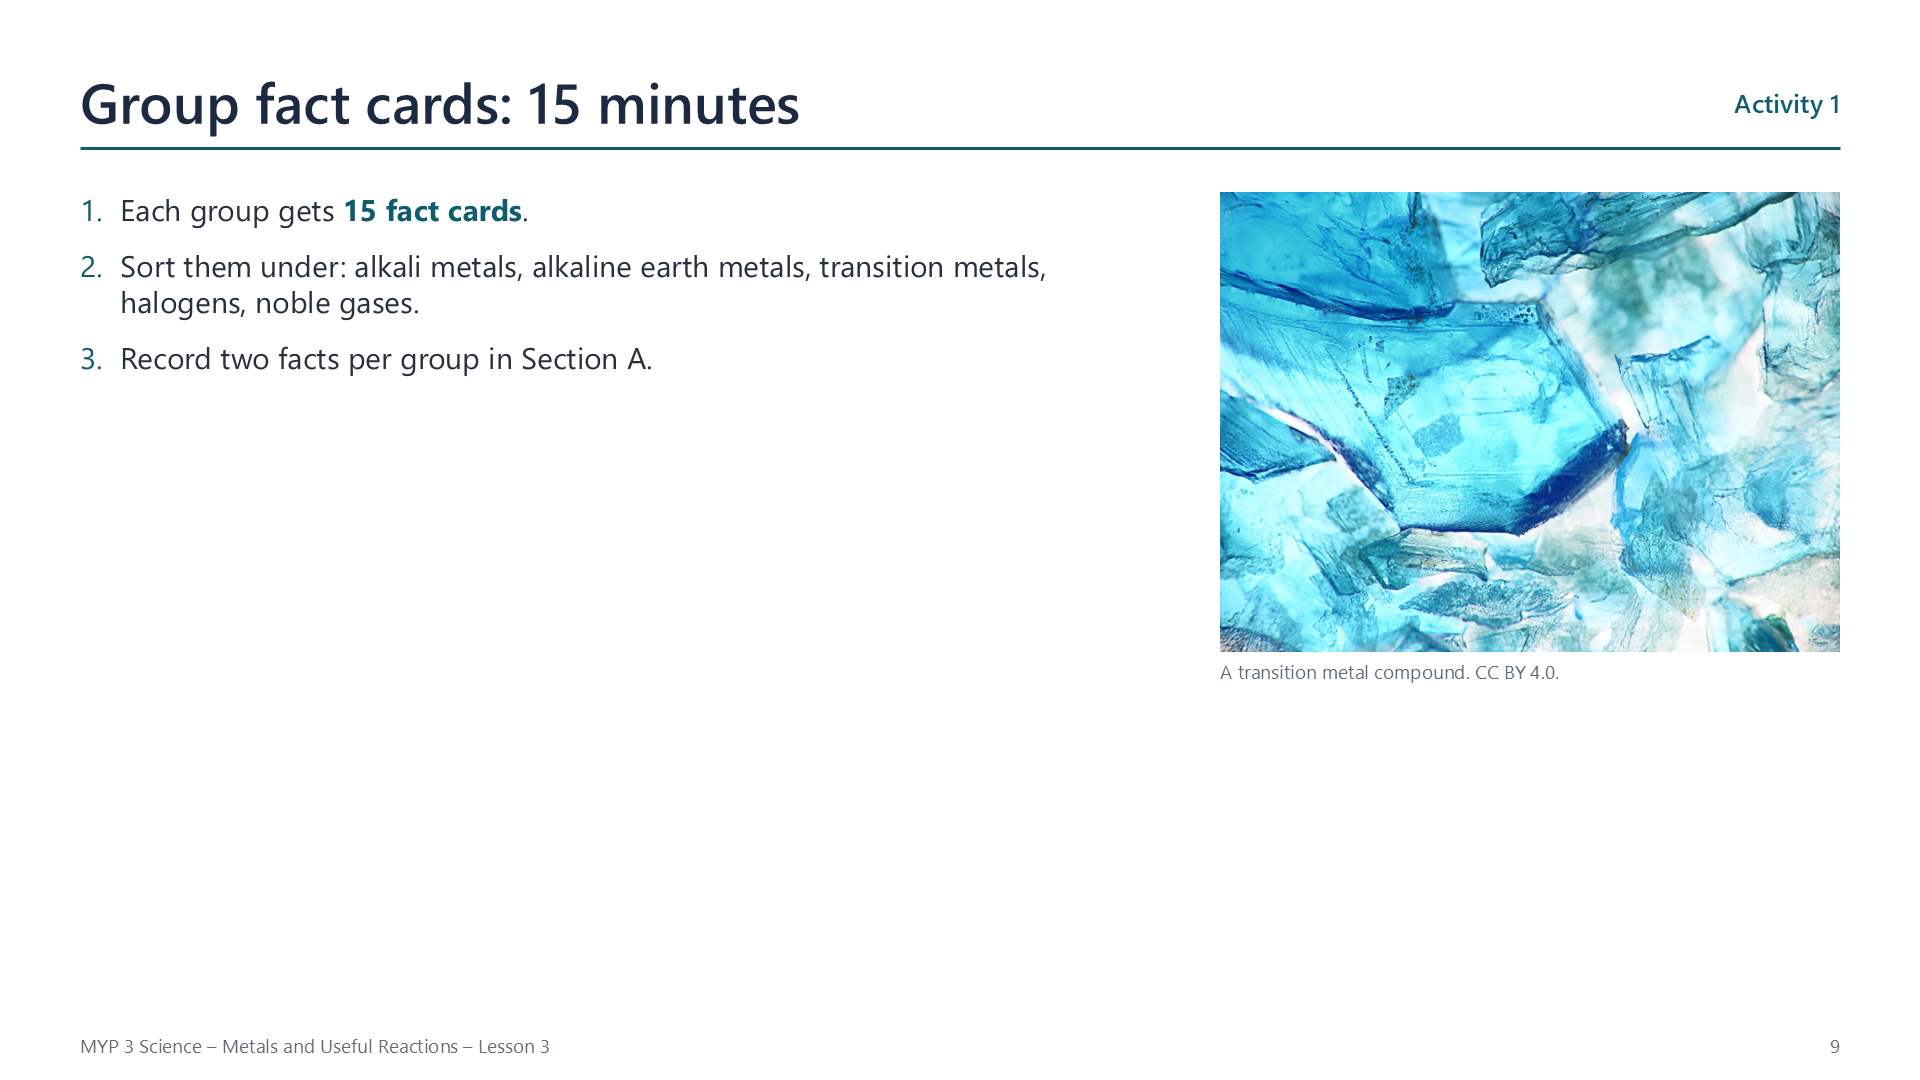 Group fact cards: 15 minutes
Activity 1
1. Each group gets 15 fact cards.
2. Sort them under: alkali metals, alkaline earth metals, transition metals,
halogens, noble gases.
3. Record two facts per group in Section A.
A transition metal compound. CC BY 4.0.
MYP 3 Science – Metals and Useful Reactions – Lesson 3
9